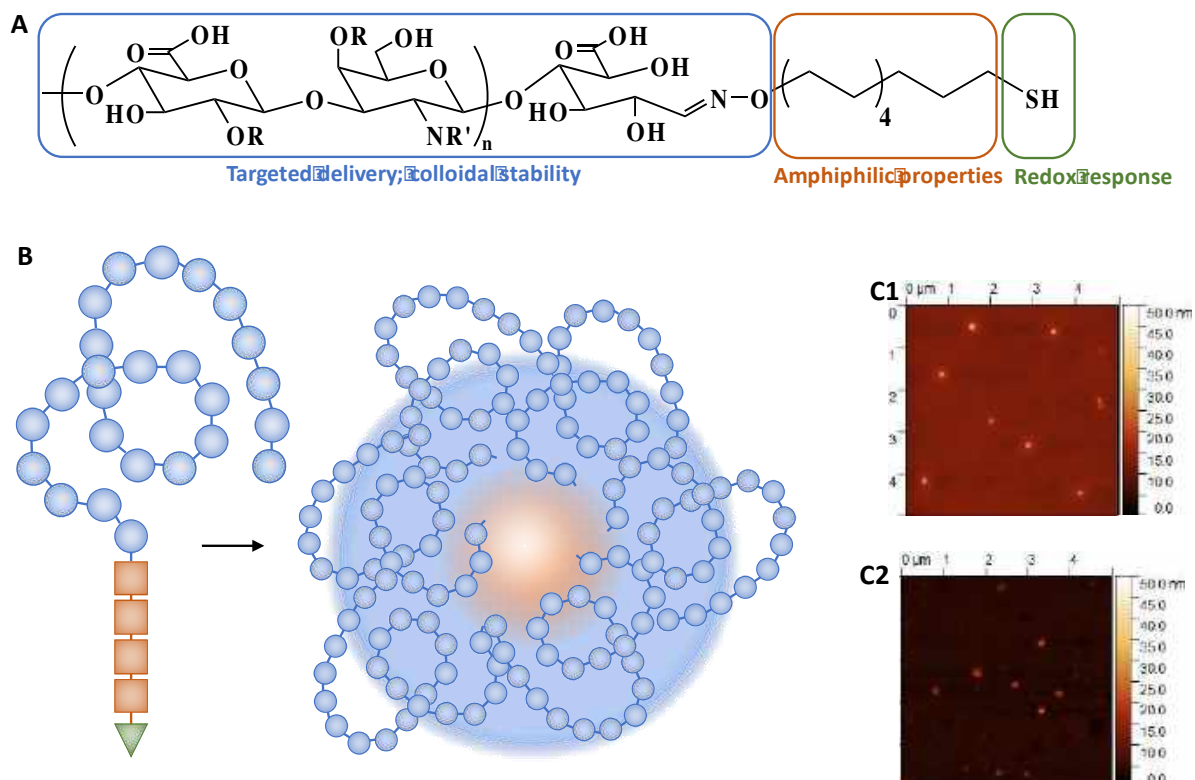 A
OR
OH
O
OH
O
OH
O
O
O
O
O
O
OH
N
O
HO
HO
HO
OR
NR'
n
OH
4
SH
Targeted delivery; colloidal stability
Amphiphilic properties
Redox response
B
C1
0 µm 1 2 3 4
0
1
2
3
4
50.0 nm
45.0
40.0
35.0
30.0
25.0
20.0
15.0
10.0
0.0
C2
0 µm 1 2 3 4
50.0 nm
45.0
40.0
35.0
30.0
25.0
20.0
15.0
10.0
0.0